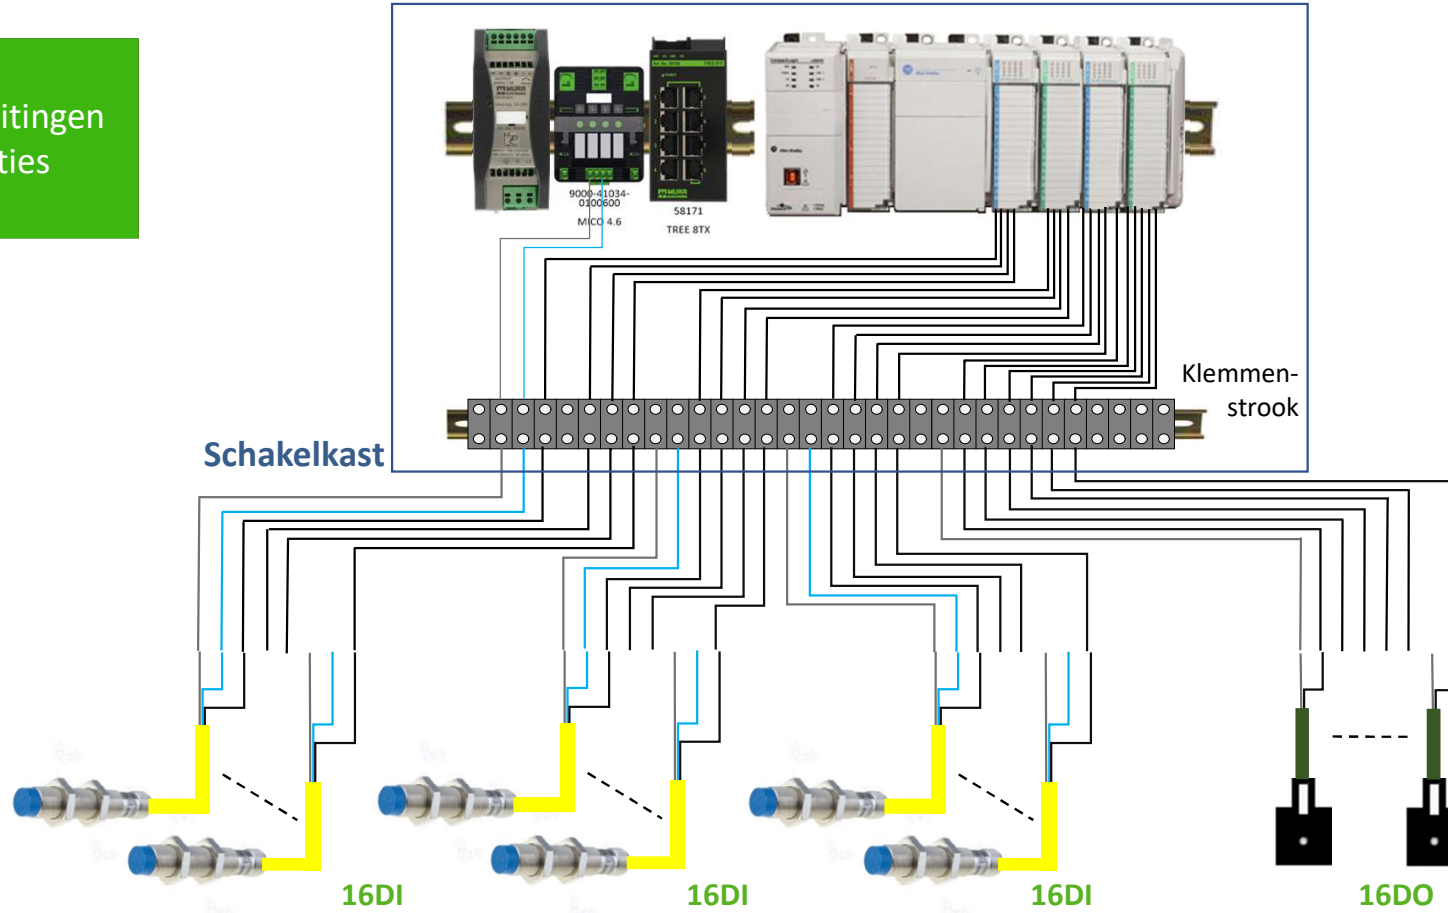 itingen
ties
9000-41034-
0100600
MICO 4.6
58171
TREE 8TX
Klemmen-
strook
Schakelkast
16DI
16DI
16DI
16DO